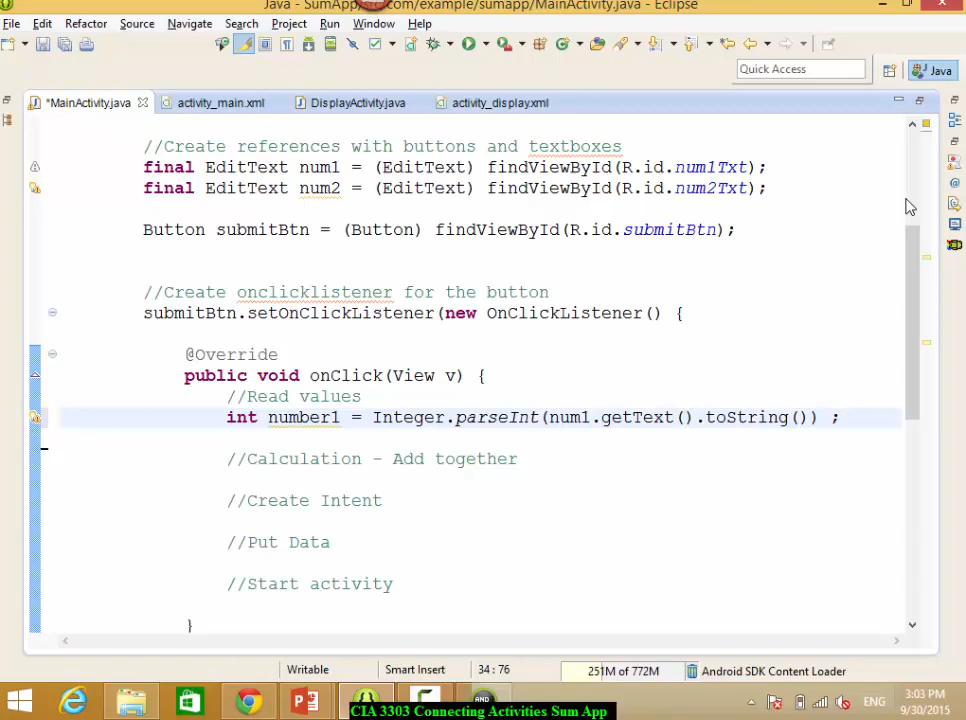 Java - SumApp/src/com/example/sumapp/MainActivity.java - Eclipse
File Edit Refactor Source Navigate Search Project Run Window Help
Quick Access
Java
*MainActivity.java activity_main.xml DisplayActivity.java activity_display.xml
//Create references with buttons and textboxes
final EditText num1 = (EditText) findViewById(R.id.num1Txt);
final EditText num2 = (EditText) findViewById(R.id.num2Txt);
Button submitBtn = (Button) findViewById(R.id.submitBtn);
//Create onclicklistener for the button
submitBtn.setOnClickListener(new OnClickListener() {
@Override
public void onClick(View v) {
//Read values
int number1 = Integer.parseInt(num1.getText().toString()) ;
//Calculation - Add together
//Create Intent
//Put Data
//Start activity
}
Writable Smart Insert 34 : 76 251M of 772M Android SDK Content Loader
ENG
3:03 PM
9/30/2015
CIA 3303 Connecting Activities Sum App